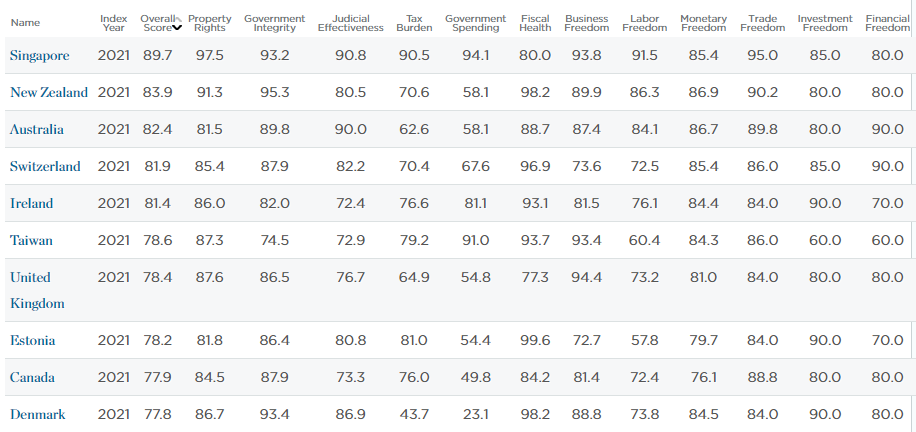 Name Index Year Overall Score Property Rights Government Integrity Judicial Effectiveness Tax Burden Government Spending Fiscal Health Business Freedom Labor Freedom Monetary Freedom Trade Freedom Investment Freedom Financial Freedom
Singapore 2021 89.7 97.5 93.2 90.8 90.5 94.1 80.0 93.8 91.5 85.4 95.0 85.0 80.0
New Zealand 2021 83.9 91.3 95.3 80.5 70.6 58.1 98.2 89.9 86.3 86.9 90.2 80.0 80.0
Australia 2021 82.4 81.5 89.8 90.0 62.6 58.1 88.7 87.4 84.1 86.7 89.8 80.0 90.0
Switzerland 2021 81.9 85.4 87.9 82.2 70.4 67.6 96.9 73.6 72.5 85.4 86.0 85.0 90.0
Ireland 2021 81.4 86.0 82.0 72.4 76.6 81.1 93.1 81.5 76.1 84.4 84.0 90.0 70.0
Taiwan 2021 78.6 87.3 74.5 72.9 79.2 91.0 93.7 93.4 60.4 84.3 86.0 60.0 60.0
United 2021 78.4 87.6 86.5 76.7 64.9 54.8 77.3 94.4 73.2 81.0 84.0 80.0 80.0
Kingdom
Estonia 2021 78.2 81.8 86.4 80.8 81.0 54.4 99.6 72.7 57.8 79.7 84.0 90.0 70.0
Canada 2021 77.9 84.5 87.9 73.3 76.0 49.8 84.2 81.4 72.4 76.1 88.8 80.0 80.0
Denmark 2021 77.8 86.7 93.4 86.9 43.7 23.1 98.2 88.8 73.8 84.5 84.0 90.0 80.0